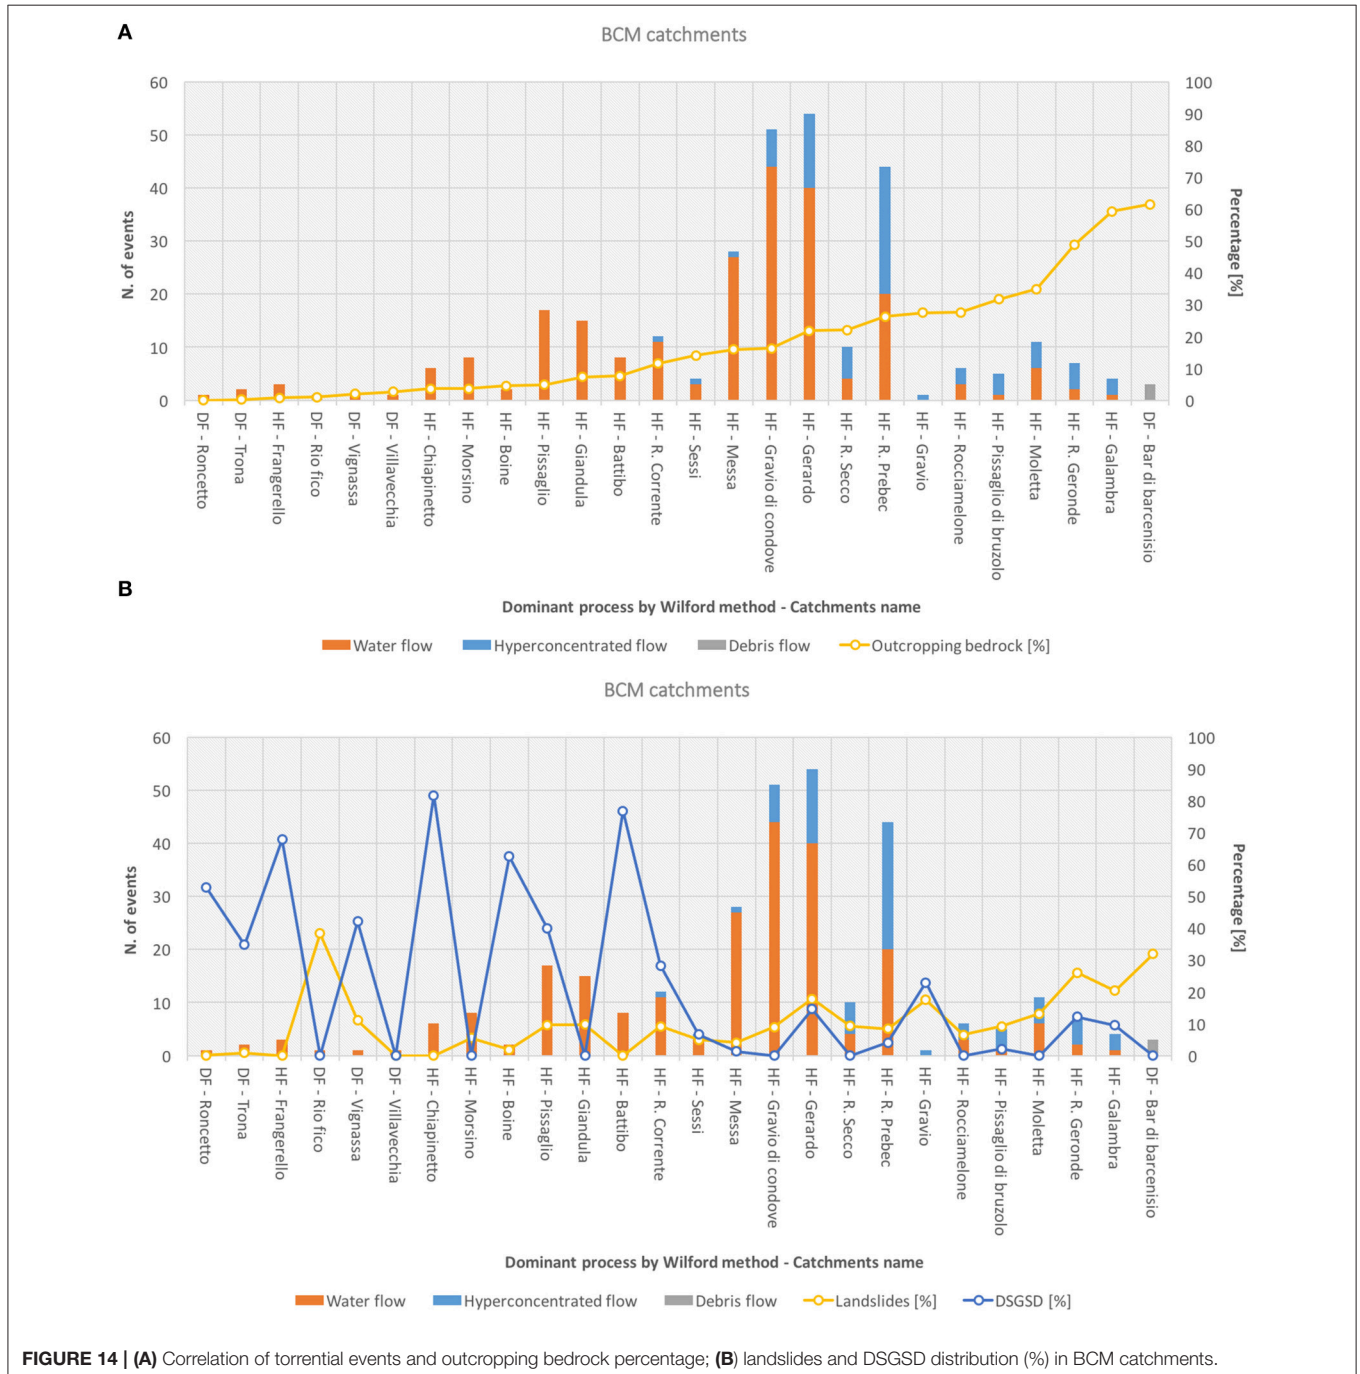 A
BCM catchments
60
50
40
30
20
10
0
N. of events
100
90
80
70
60
50
40
30
20
10
0
Percentage [%]
DF - Roncetto
DF - Trona
HF - Frangerello
DF - Rio fico
DF - Vignassa
DF - Villavecchia
HF - Chiapinetto
HF - Morsino
HF - Boine
HF - Pissaglio
HF - Giandula
HF - Battibo
HF - R. Corrente
HF - Sessi
HF - Messa
HF - Gravio di condove
HF - Gerardo
HF - R. Secco
HF - R. Prebec
HF - Gravio
HF - Rocciamelone
HF - Pissaglio di bruzolo
HF - Moletta
HF - R. Geronde
HF - Galambra
DF - Bar di barcenisio
Dominant process by Wilford method - Catchments name
Water flow Hyperconcentrated flow Debris flow Outcropping bedrock [%]
B
BCM catchments
60
50
40
30
20
10
0
N. of events
100
90
80
70
60
50
40
30
20
10
0
Percentage [%]
DF - Roncetto
DF - Trona
HF - Frangerello
DF - Rio fico
DF - Vignassa
DF - Villavecchia
HF - Chiapinetto
HF - Morsino
HF - Boine
HF - Pissaglio
HF - Giandula
HF - Battibo
HF - R. Corrente
HF - Sessi
HF - Messa
HF - Gravio di condove
HF - Gerardo
HF - R. Secco
HF - R. Prebec
HF - Gravio
HF - Rocciamelone
HF - Pissaglio di bruzolo
HF - Moletta
HF - R. Geronde
HF - Galambra
DF - Bar di barcenisio
Dominant process by Wilford method - Catchments name
Water flow Hyperconcentrated flow Debris flow Landslides [%] DSGSD [%]
FIGURE 14 | (A) Correlation of torrential events and outcropping bedrock percentage; (B) landslides and DSGSD distribution (%) in BCM catchments.